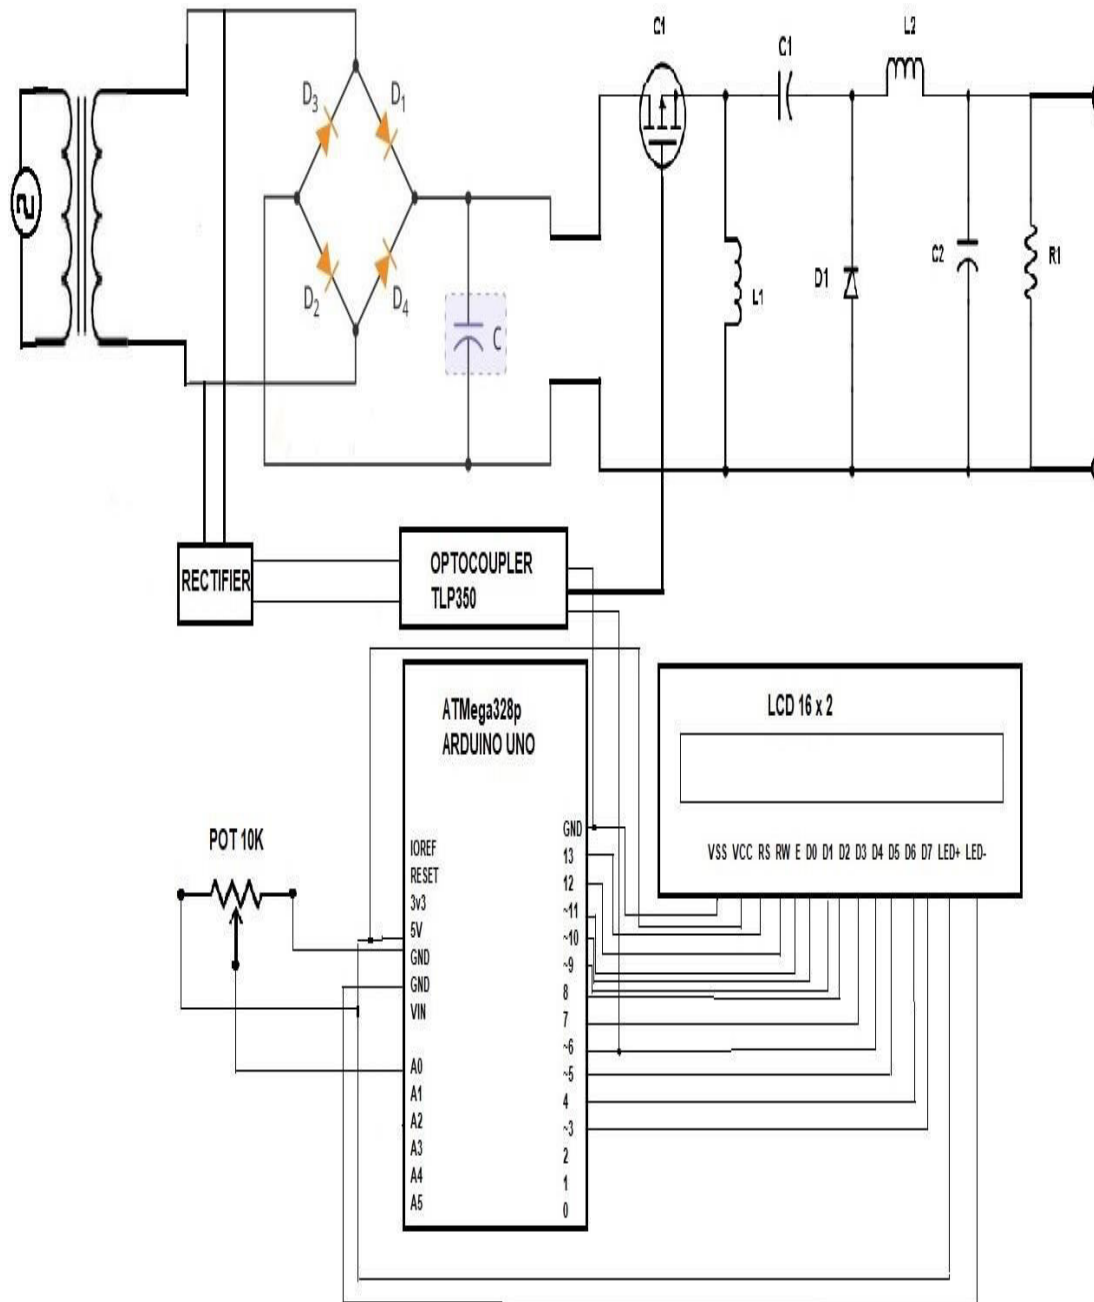 C1
C1
L2
D3
D1
D2
D4
C
L1
D1
C2
R1
RECTIFIER
OPTOCOUPLER
TLP350
ATMega328p
ARDUINO UNO
LCD 16 x 2
VSS VCC RS RW E D0 D1 D2 D3 D4 D5 D6 D7 LED+ LED-
POT 10K
IOREF
RESET
3v3
5V
GND
GND
VIN
A0
A1
A2
A3
A4
A5
GND
13
12
~11
~10
~9
8
7
~6
~5
4
~3
2
1
0